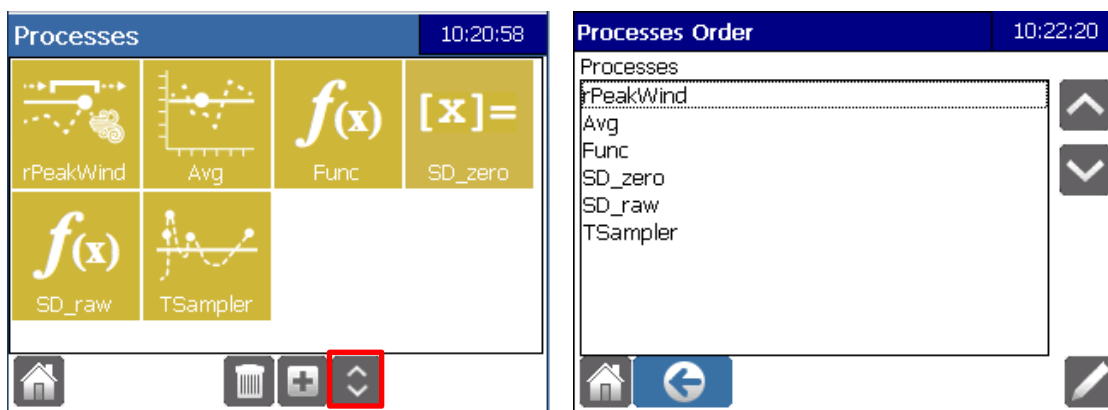 Processes 10:20:58
f(x) [x]=
rPeakWind Avg Func SD_zero
f(x)
SD_raw TSampler
Processes Order 10:22:20
Processes
rPeakWind
Avg
Func
SD_zero
SD_raw
TSampler